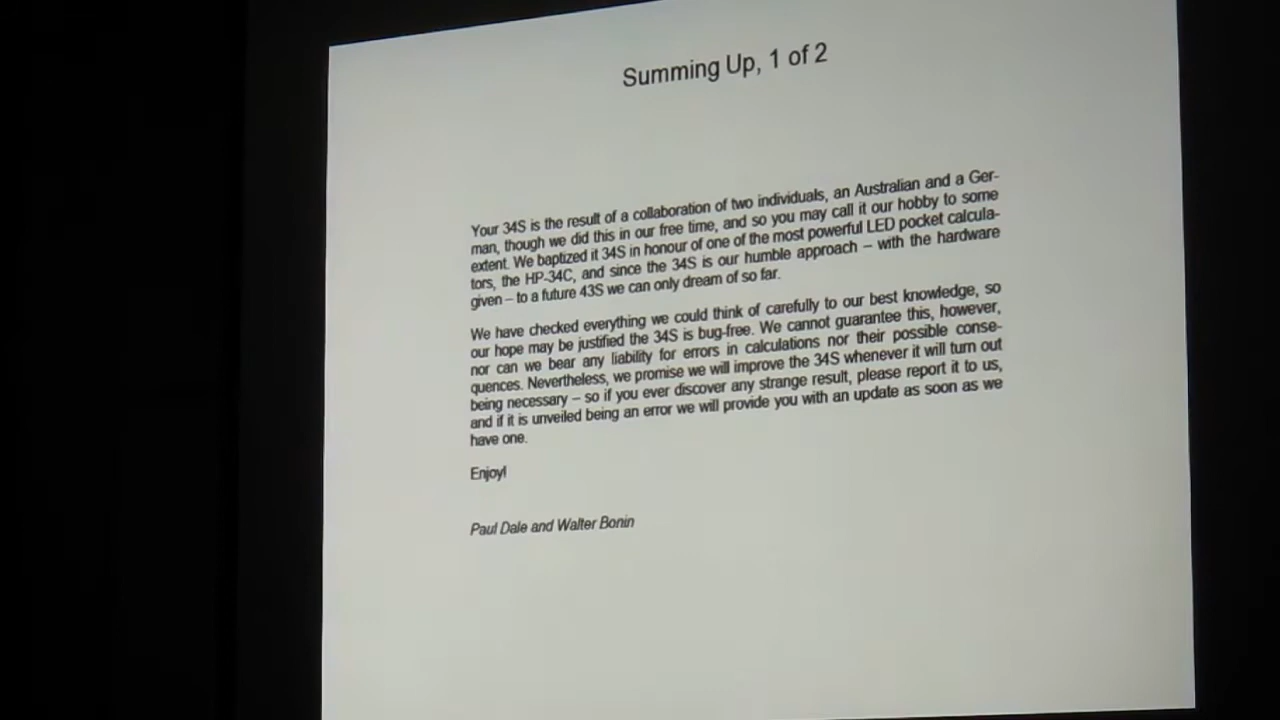 Summing Up, 1 of 2
Your 34S is the result of a collaboration of two individuals, an Australian and a Ger-
man, though we did this in our free time, and so you may call it our hobby to some
extent. We baptized it 34S in honour of one of the most powerful LED pocket calcula-
tors, the HP-34C, and since the 34S is our humble approach – with the hardware
given – to a future 43S we can only dream of so far.
We have checked everything we could think of carefully to our best knowledge, so
our hope may be justified the 34S is bug-free. We cannot guarantee this, however,
nor can we bear any liability for errors in calculations nor their possible conse-
quences. Nevertheless, we promise we will improve the 34S whenever it will turn out
being necessary – so if you ever discover any strange result, please report it to us,
and if it is unveiled being an error we will provide you with an update as soon as we
have one.
Enjoy!
Paul Dale and Walter Bonin